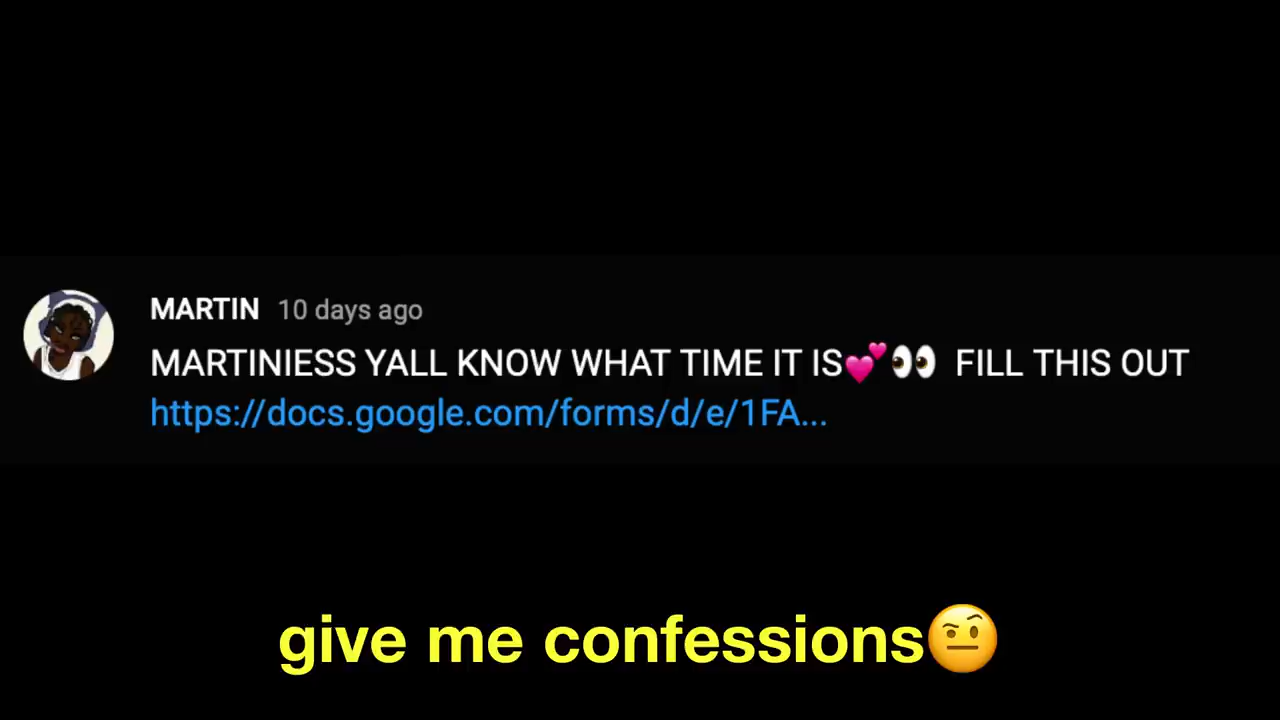 MARTIN 10 days ago
MARTINIESS YALL KNOW WHAT TIME IT IS💕👀 FILL THIS OUT
https://docs.google.com/forms/d/e/1FA...
give me confessions🤨